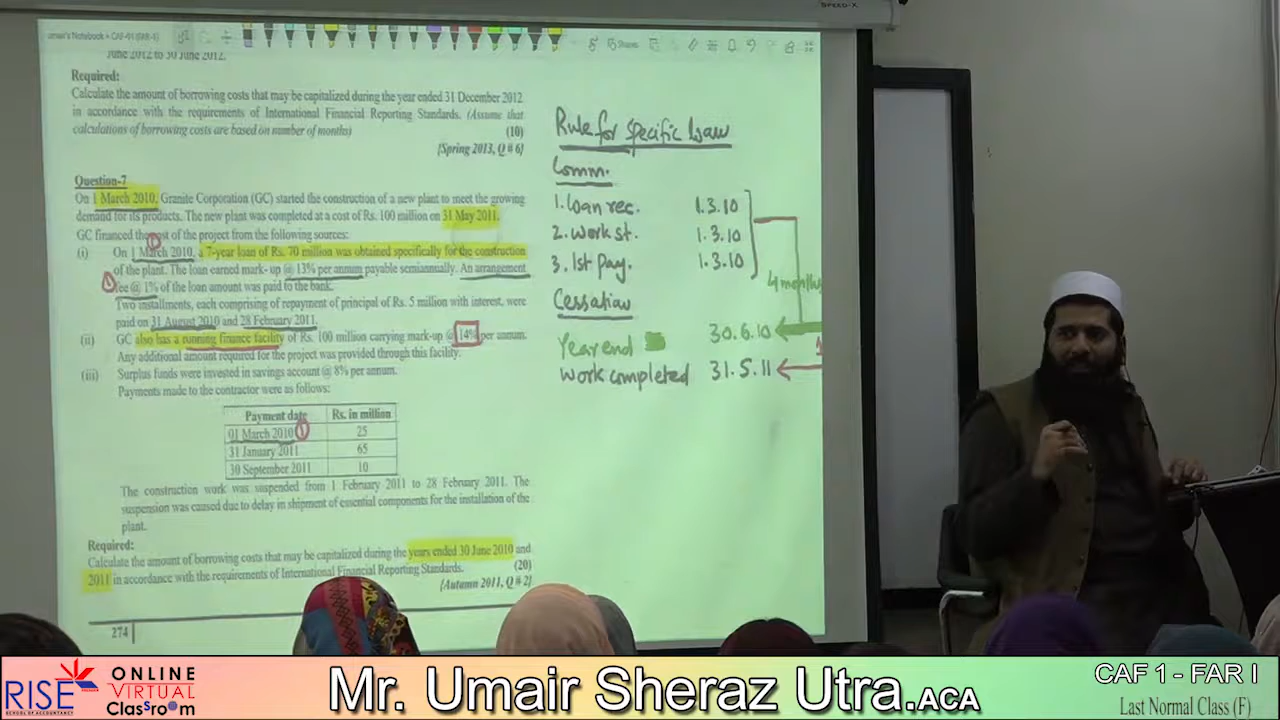 SPEED-X
umair's Notebook » CAF-01 (FAR-I)
Shares
June 2012 to 30 June 2012.
Required:
Calculate the amount of borrowing costs that may be capitalized during the year ended 31 December 2012
in accordance with the requirements of International Financial Reporting Standards. (Assume that
calculations of borrowing costs are based on number of months)
(10)
{Spring 2013, Q # 6}
Question-7
On 1 March 2010, Granite Corporation (GC) started the construction of a new plant to meet the growing
demand for its products. The new plant was completed at a cost of Rs. 100 million on 31 May 2011.
GC financed the cost of the project from the following sources:
(i) On 1 March 2010, a 7-year loan of Rs. 70 million was obtained specifically for the construction
of the plant. The loan earned mark-up @ 13% per annum payable semiannually. An arrangement
fee @ 1% of the loan amount was paid to the bank.
Two installments, each comprising of repayment of principal of Rs. 5 million with interest, were
paid on 31 August 2010 and 28 February 2011.
(ii) GC also has a running finance facility of Rs. 100 million carrying mark-up @ 14% per annum.
Any additional amount required for the project was provided through this facility.
(iii) Surplus funds were invested in savings account @ 8% per annum.
Payments made to the contractor were as follows:
Payment date Rs. in million
01 March 2010 1 25
31 January 2011 65
30 September 2011 10
The construction work was suspended from 1 February 2011 to 28 February 2011. The
suspension was caused due to delay in shipment of essential components for the installation of the
plant.
Required:
Calculate the amount of borrowing costs that may be capitalized during the years ended 30 June 2010 and
2011 in accordance with the requirements of International Financial Reporting Standards.
(20)
{Autumn 2011, Q # 2}
274
Rule for Specific Loan
Comm.
1. loan rec. 1.3.10
2. work st. 1.3.10
3. 1st pay. 1.3.10
4 months
Cessation
Year end 30.6.10
work completed 31.5.11
RISE
SCHOOL OF ACCOUNTANCY
ONLINE
VIRTUAL
Classroom
Mr. Umair Sheraz Utra.ACA
CAF 1 - FAR I
Last Normal Class (F)